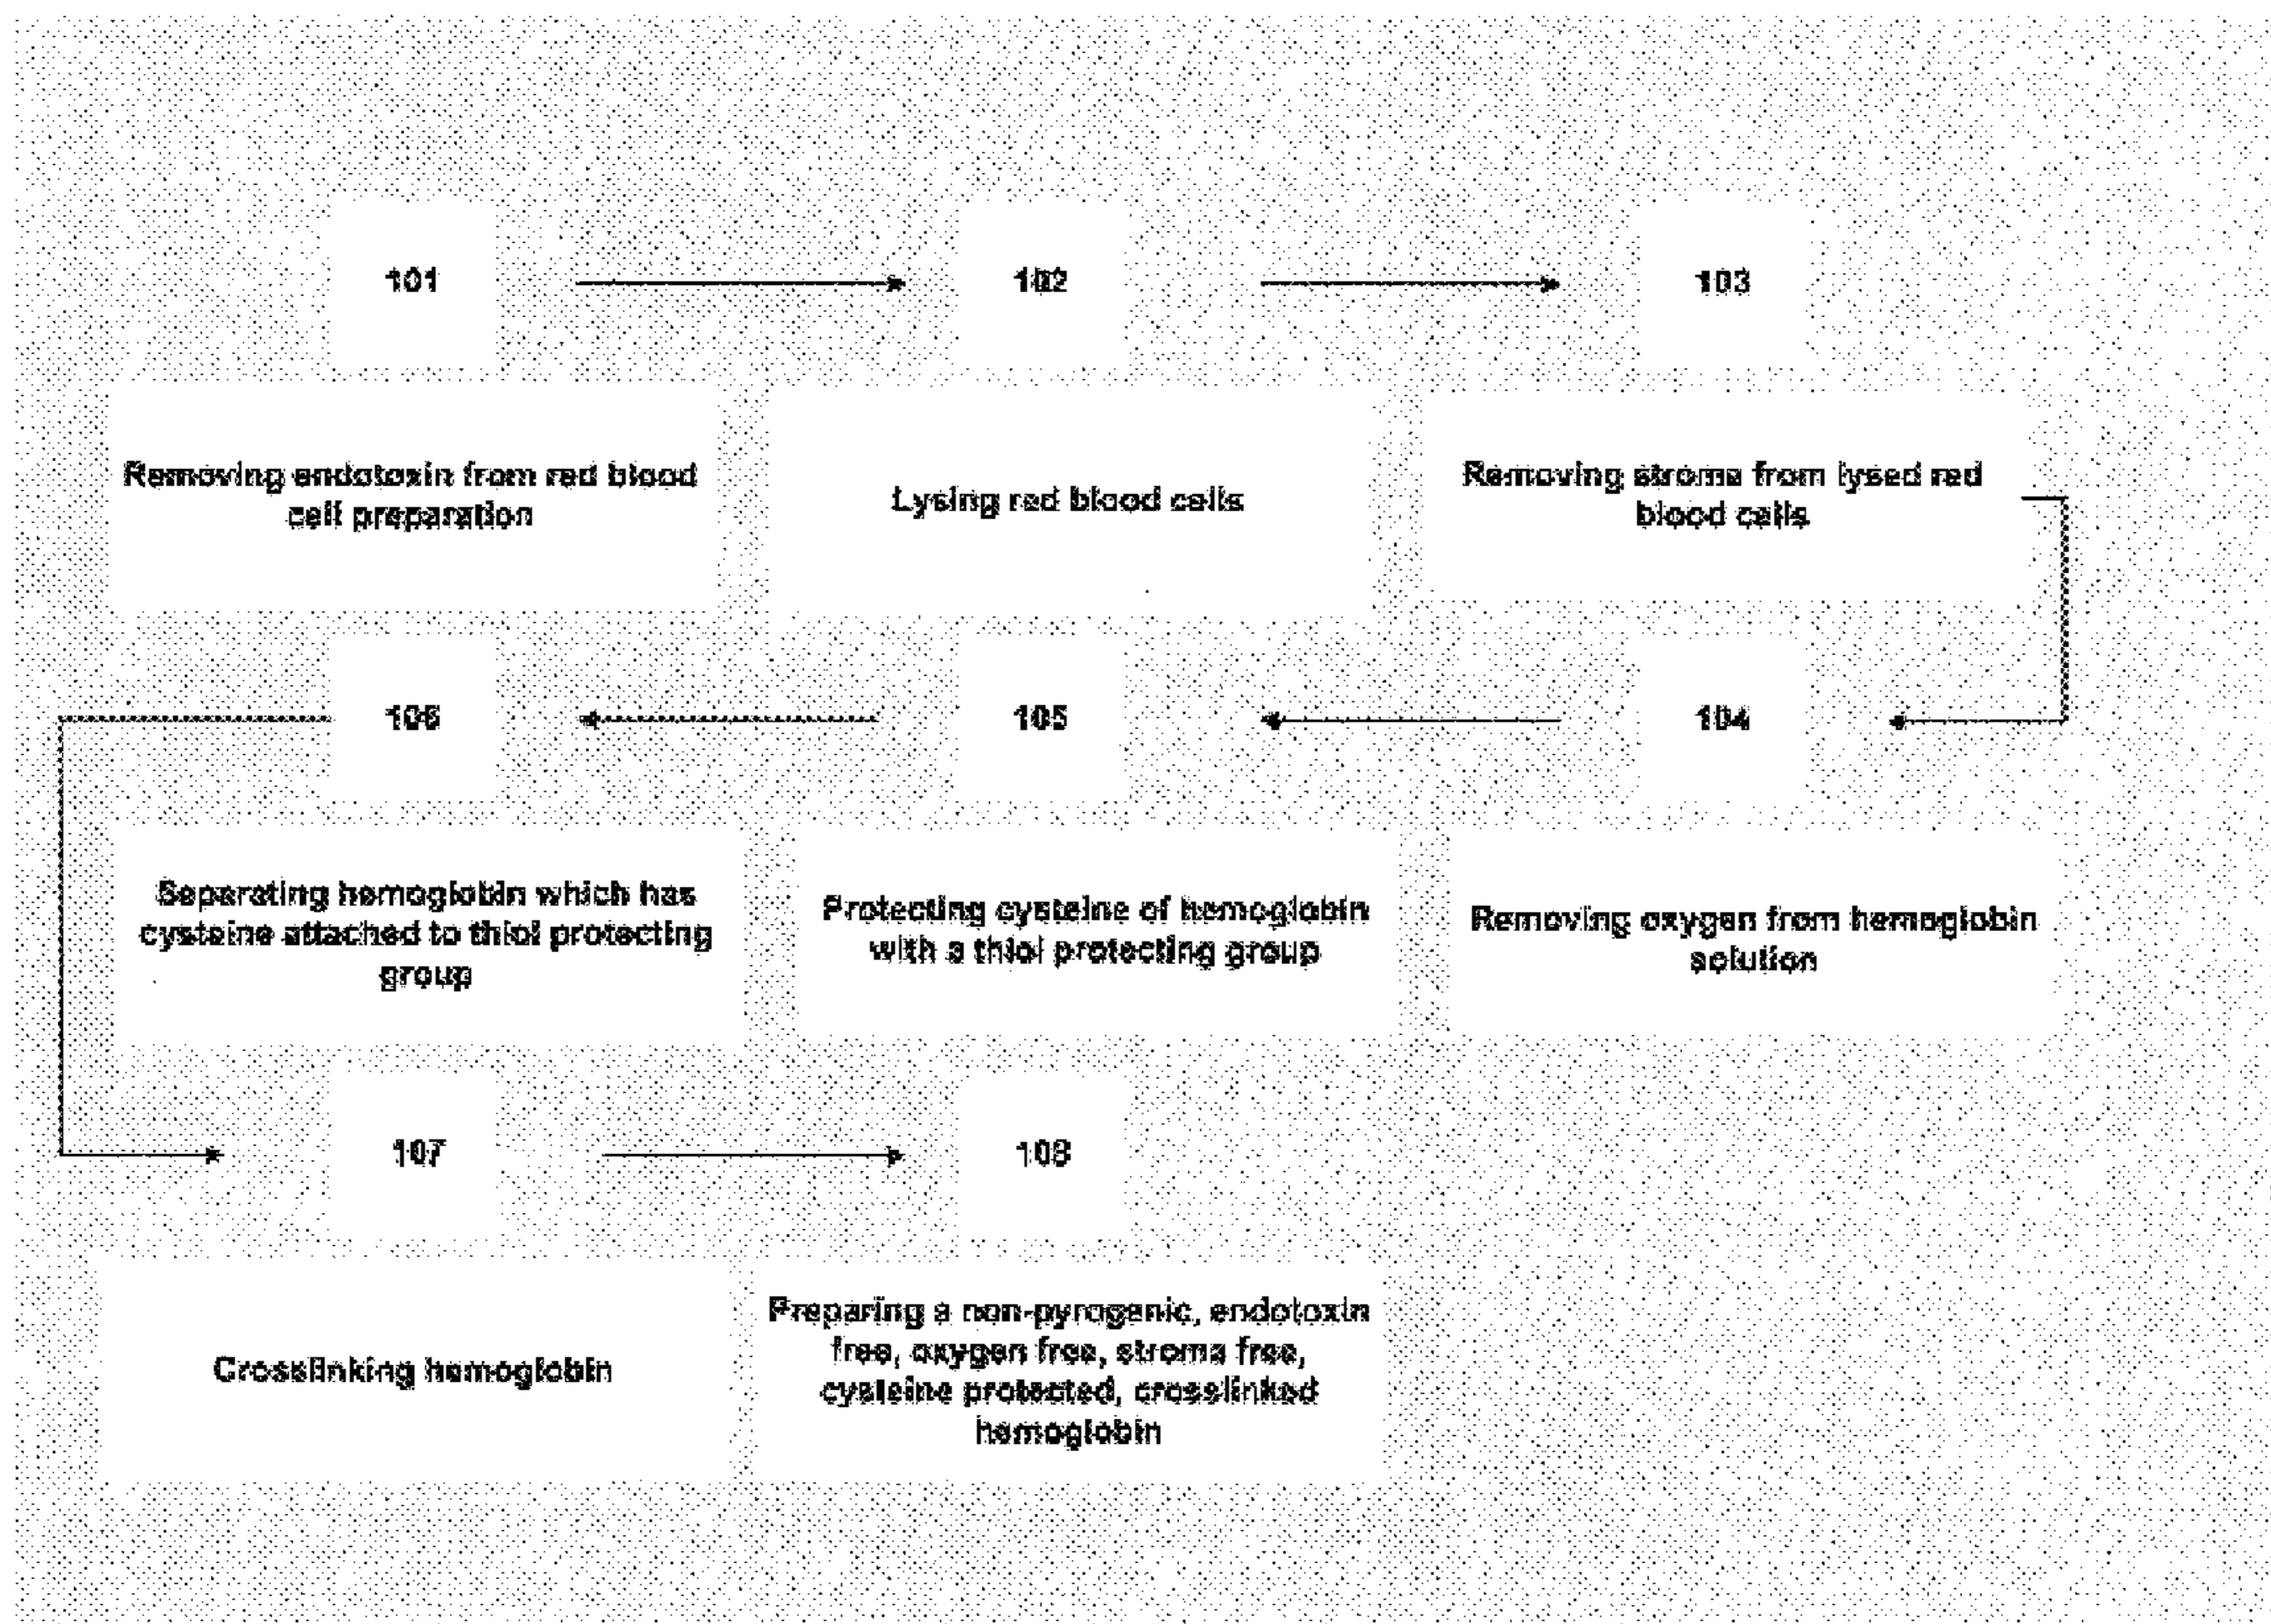 101
102
103
Removing endotoxin from red blood
cell preparation
Lysing red blood cells
Removing stroma from lysed red
blood cells
106
105
104
Separating hemoglobin which has
cysteine attached to thiol protecting
group
Protecting cysteine of hemoglobin
with a thiol protecting group
Removing oxygen from hemoglobin
solution
107
108
Crosslinking hemoglobin
Preparing a non-pyrogenic, endotoxin
free, oxygen free, stroma free,
cysteine protected, crosslinked
hemoglobin